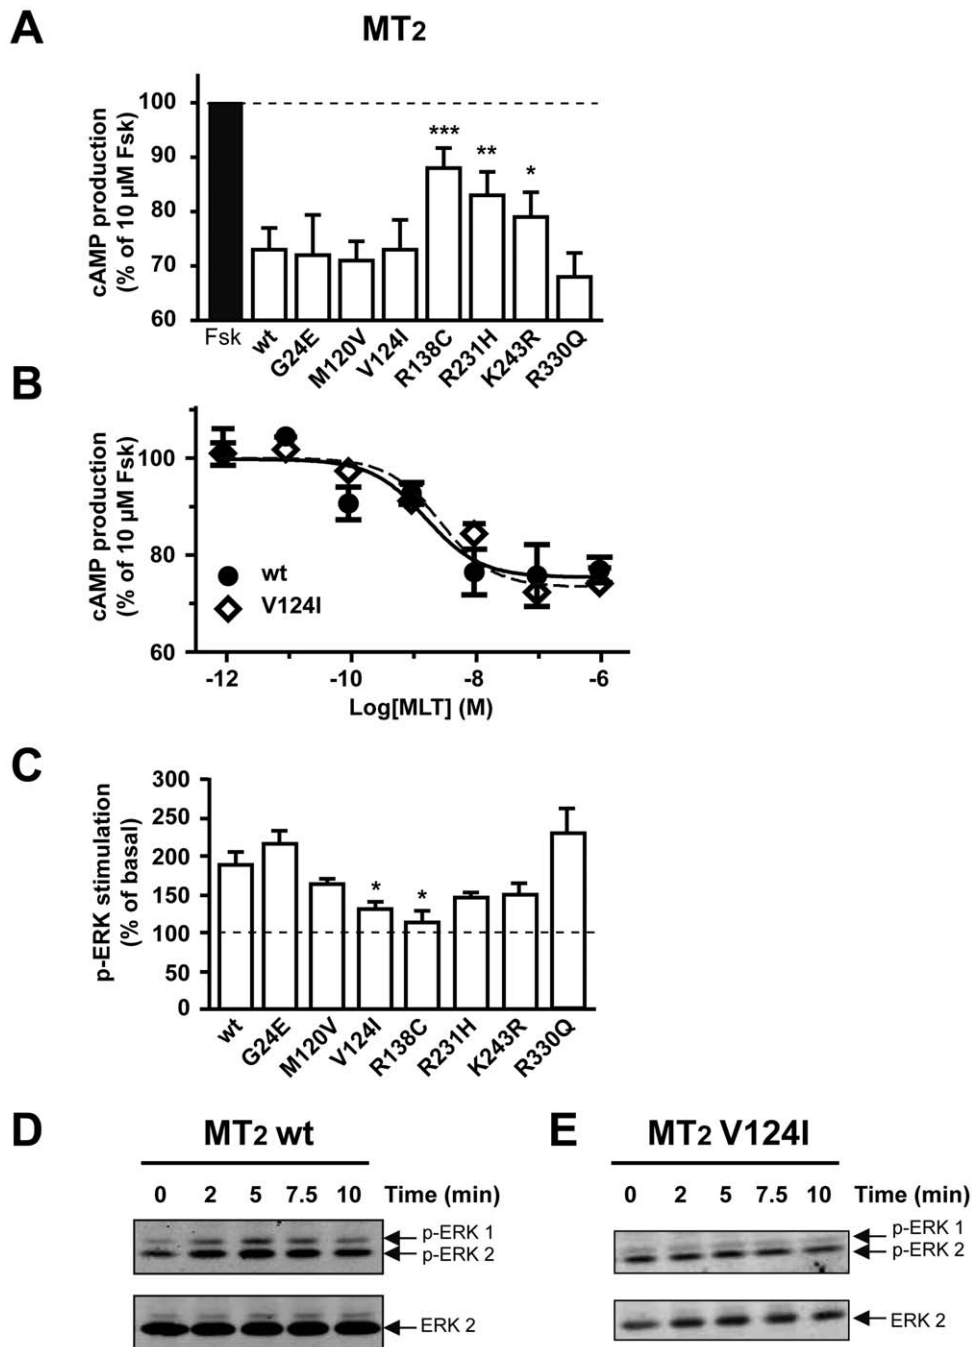 A
MT2
cAMP production
(% of 10 µM Fsk)
100
90
80
70
60
***
**
*
Fsk
wt
G24E
M120V
V124I
R138C
R231H
K243R
R330Q
B
cAMP production
(% of 10 µM Fsk)
100
80
60
wt
V124I
-12
-10
-8
-6
Log[MLT] (M)
C
p-ERK stimulation
(% of basal)
300
250
200
150
100
50
0
*
*
wt
G24E
M120V
V124I
R138C
R231H
K243R
R330Q
D
MT2 wt
0 2 5 7.5 10 Time (min)
p-ERK 1
p-ERK 2
ERK 2
E
MT2 V124I
0 2 5 7.5 10 Time (min)
p-ERK 1
p-ERK 2
ERK 2